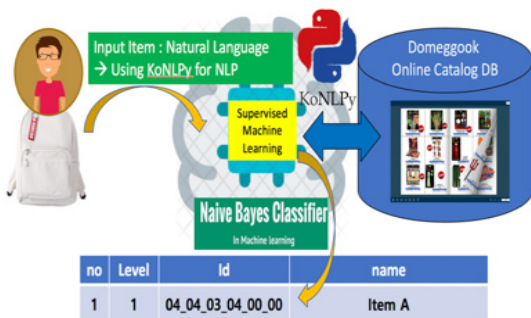 Input Item : Natural Language
→ Using KoNLPy for NLP
KoNLPy
Domeggook
Online Catalog DB
Supervised
Machine
Learning
Naive Bayes Classifier
In Machine learning
no Level Id name
1 1 04_04_03_04_00_00 Item A